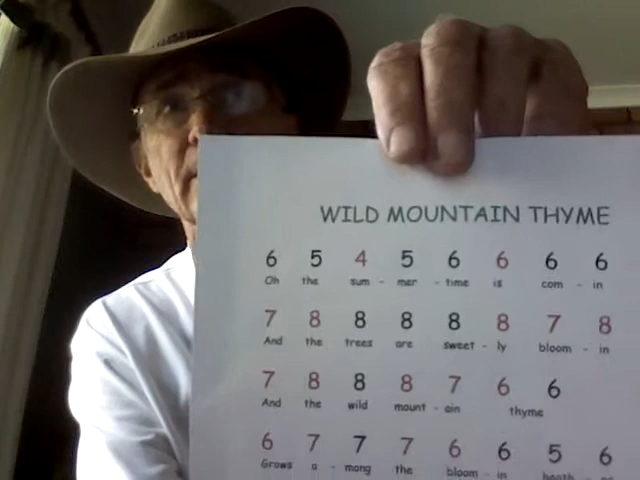 WILD MOUNTAIN THYME
6 5 4 5 6 6 6 6
Oh the sum - mer - time is com - in
7 8 8 8 8 8 7 8
And the trees are sweet - ly bloom - in
7 8 8 8 7 6 6
And the wild mount - ain thyme
6 7 7 7 6 6 5 6
Grows a - mong the bloom - in